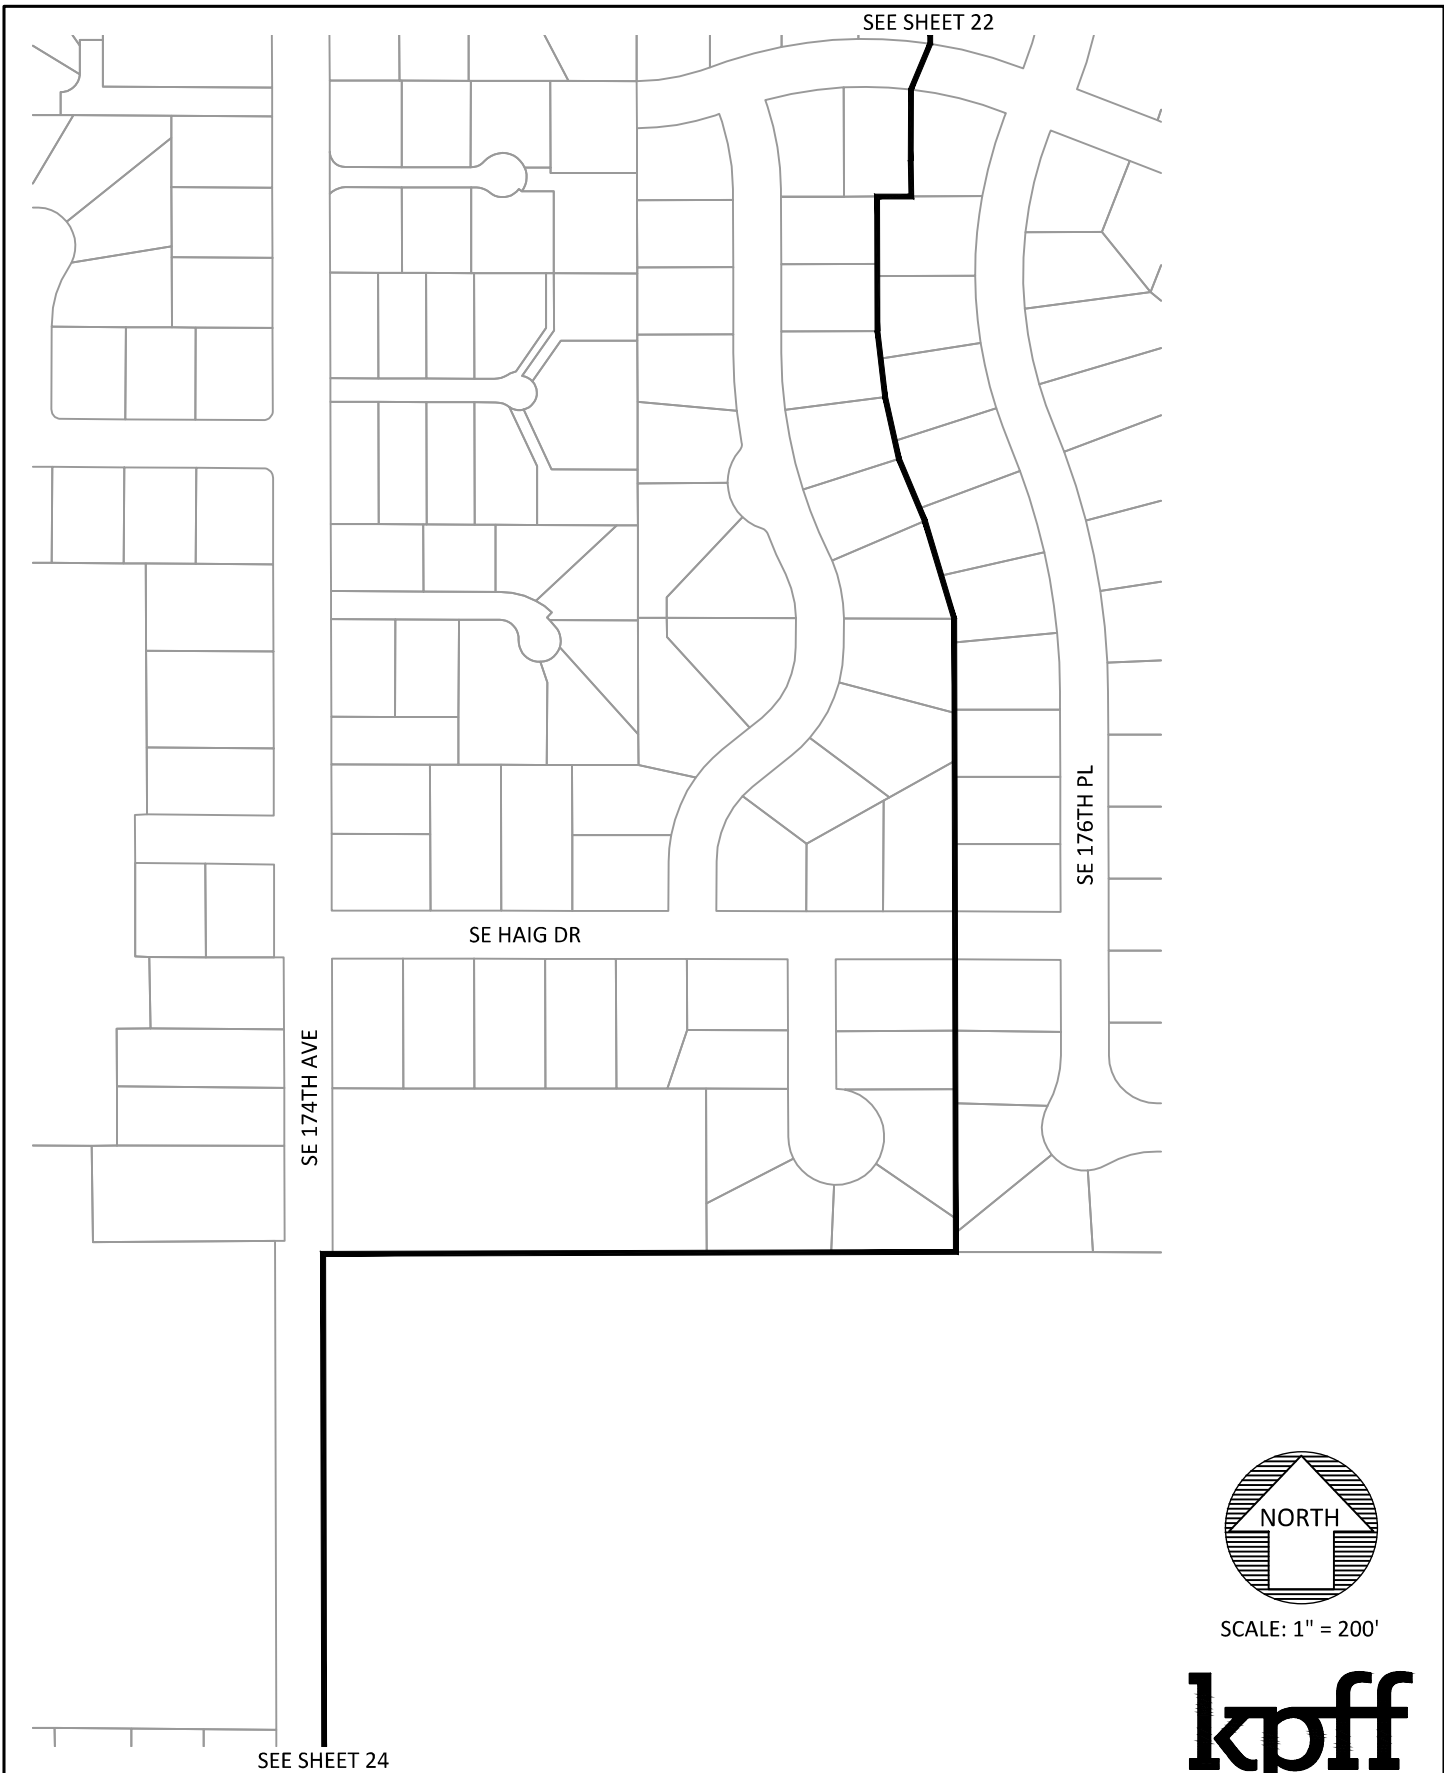 SEE SHEET 22
SE 176TH PL
SE HAIG DR
SE 174TH AVE
NORTH
SCALE: 1" = 200'
kpff
SEE SHEET 24